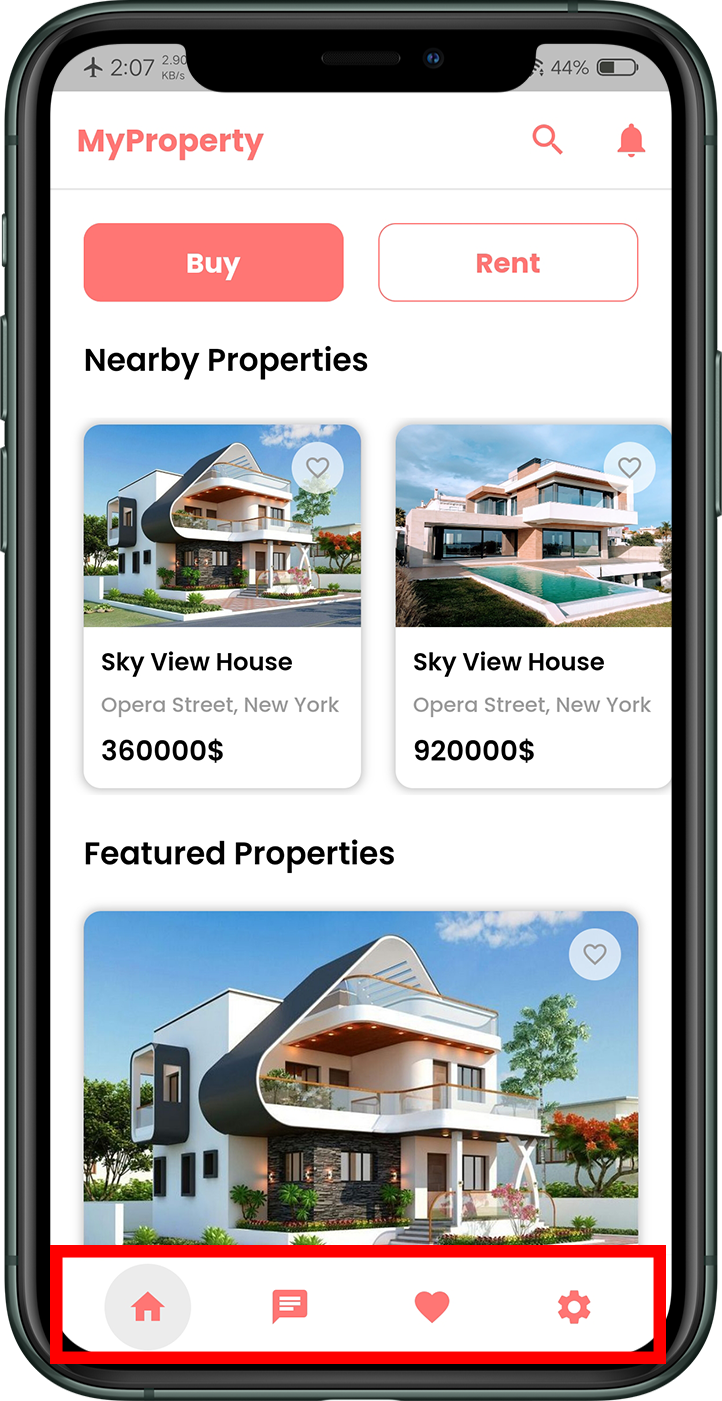 2:07 2.90 KB/s 44%
MyProperty
Buy Rent
Nearby Properties
Sky View House Sky View House
Opera Street, New York Opera Street, New York
360000$ 920000$
Featured Properties